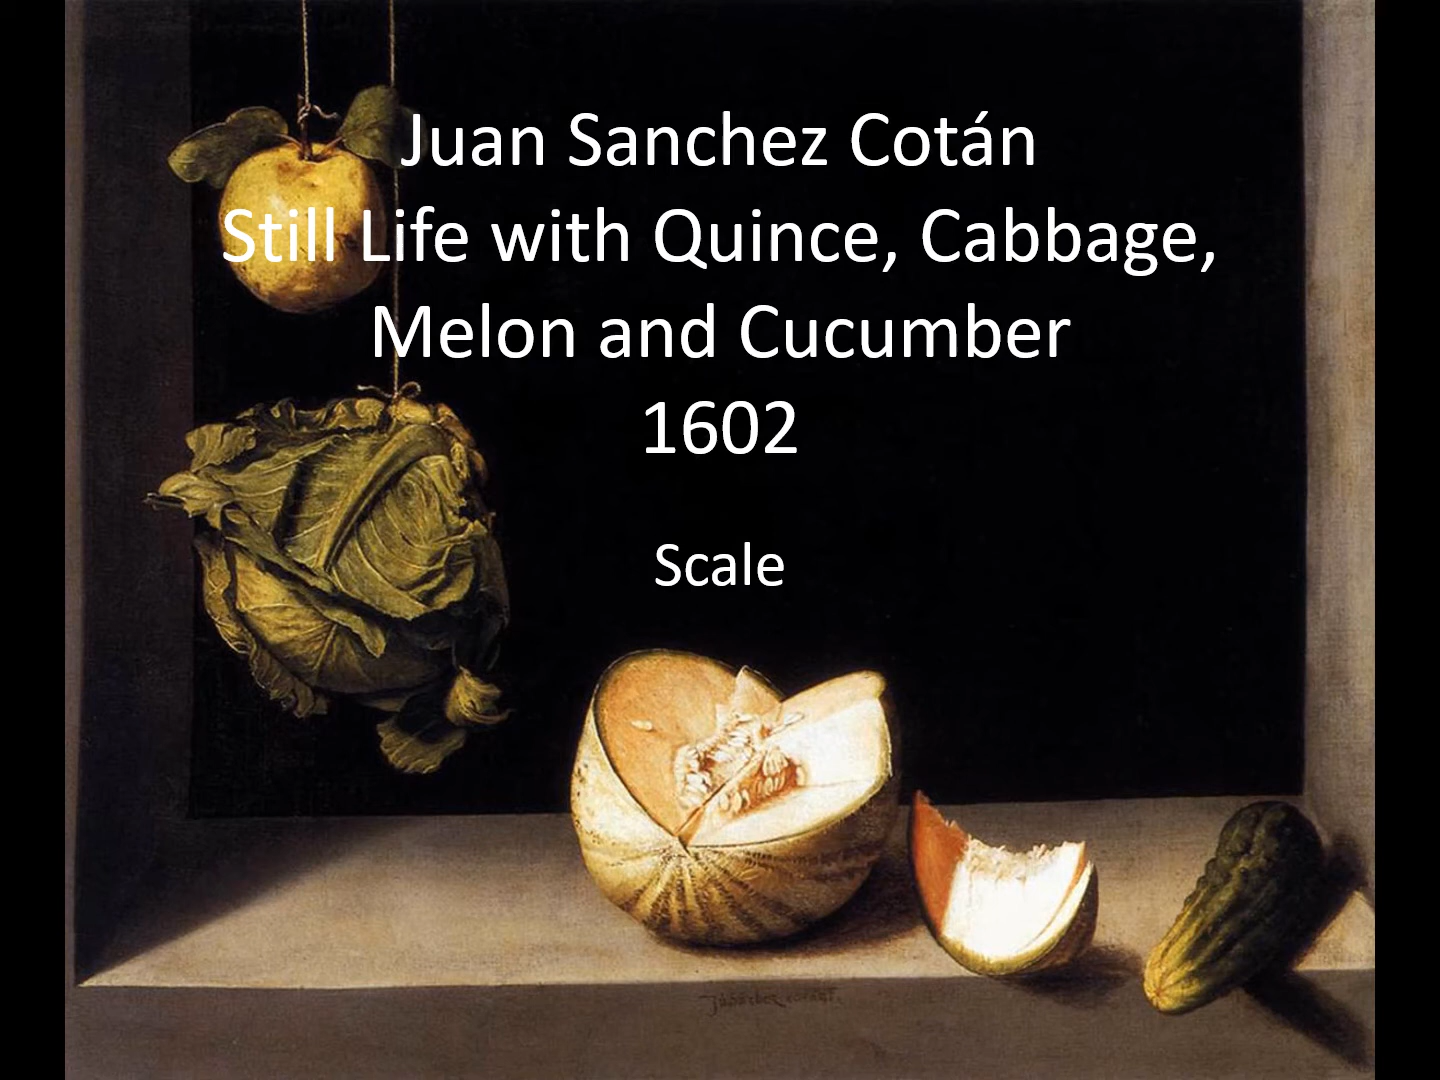 Juan Sanchez Cotán
Still Life with Quince, Cabbage,
Melon and Cucumber
1602
Scale